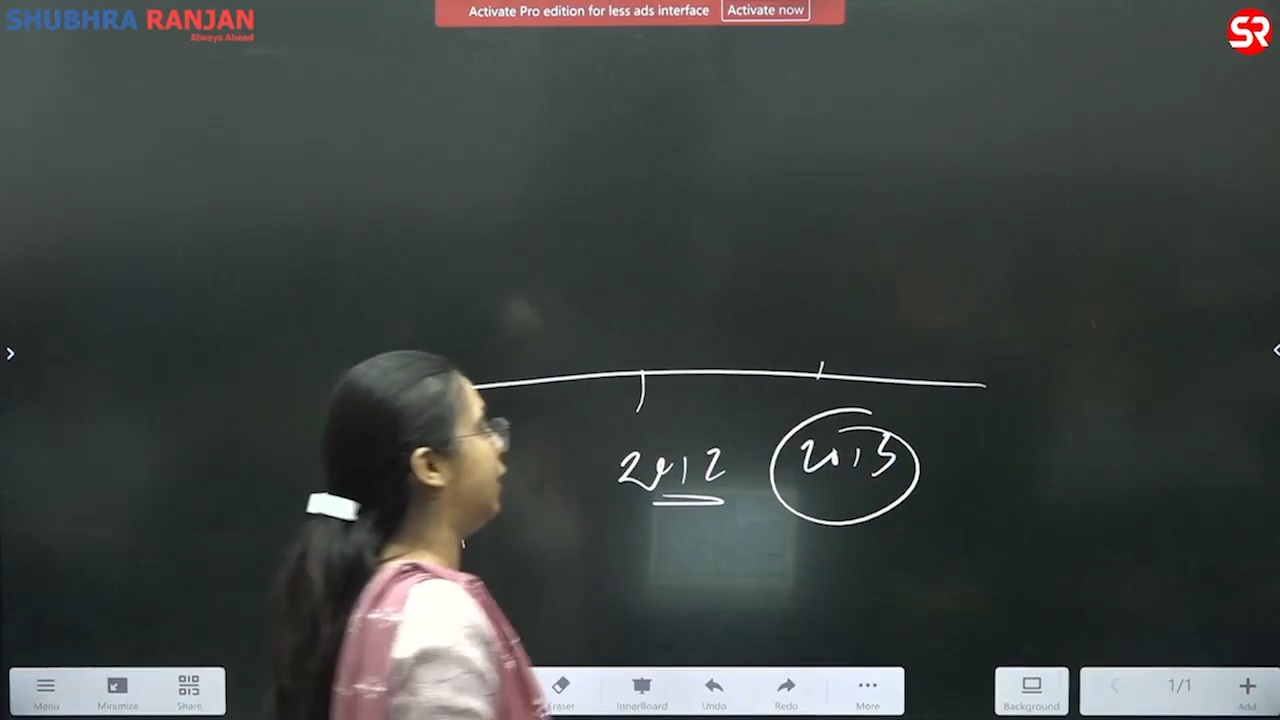 SHUBHRA RANJAN
Always Ahead
Activate Pro edition for less ads interface
Activate now
SR
2012
2013
Menu
Minimize
Share
Eraser
InnerBoard
Undo
Redo
More
Background
1/1
Add